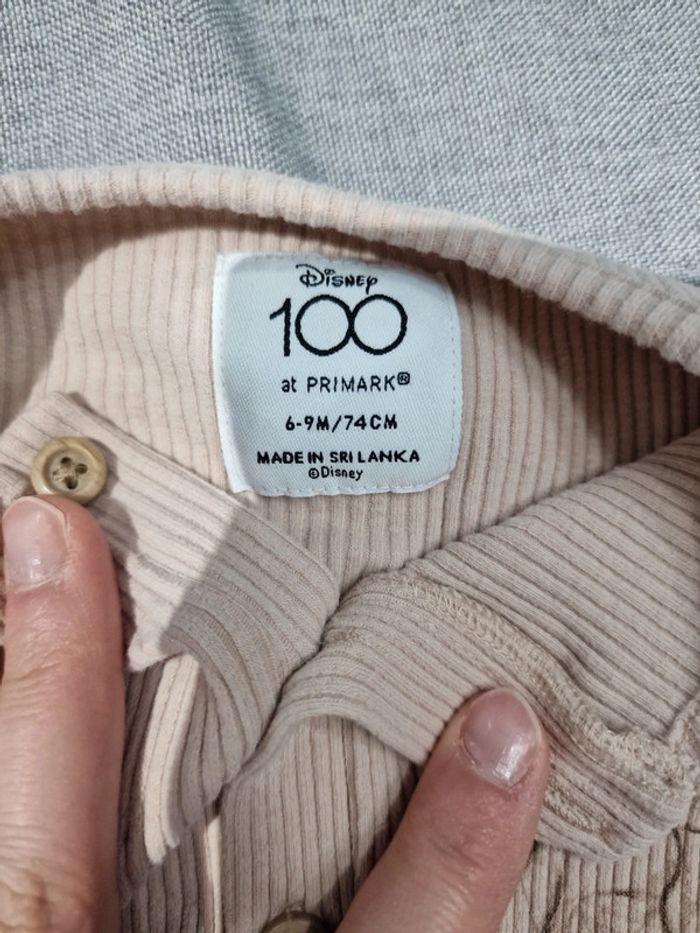 Disney
100
at PRIMARK®
6-9M/74CM
MADE IN SRI LANKA
©Disney